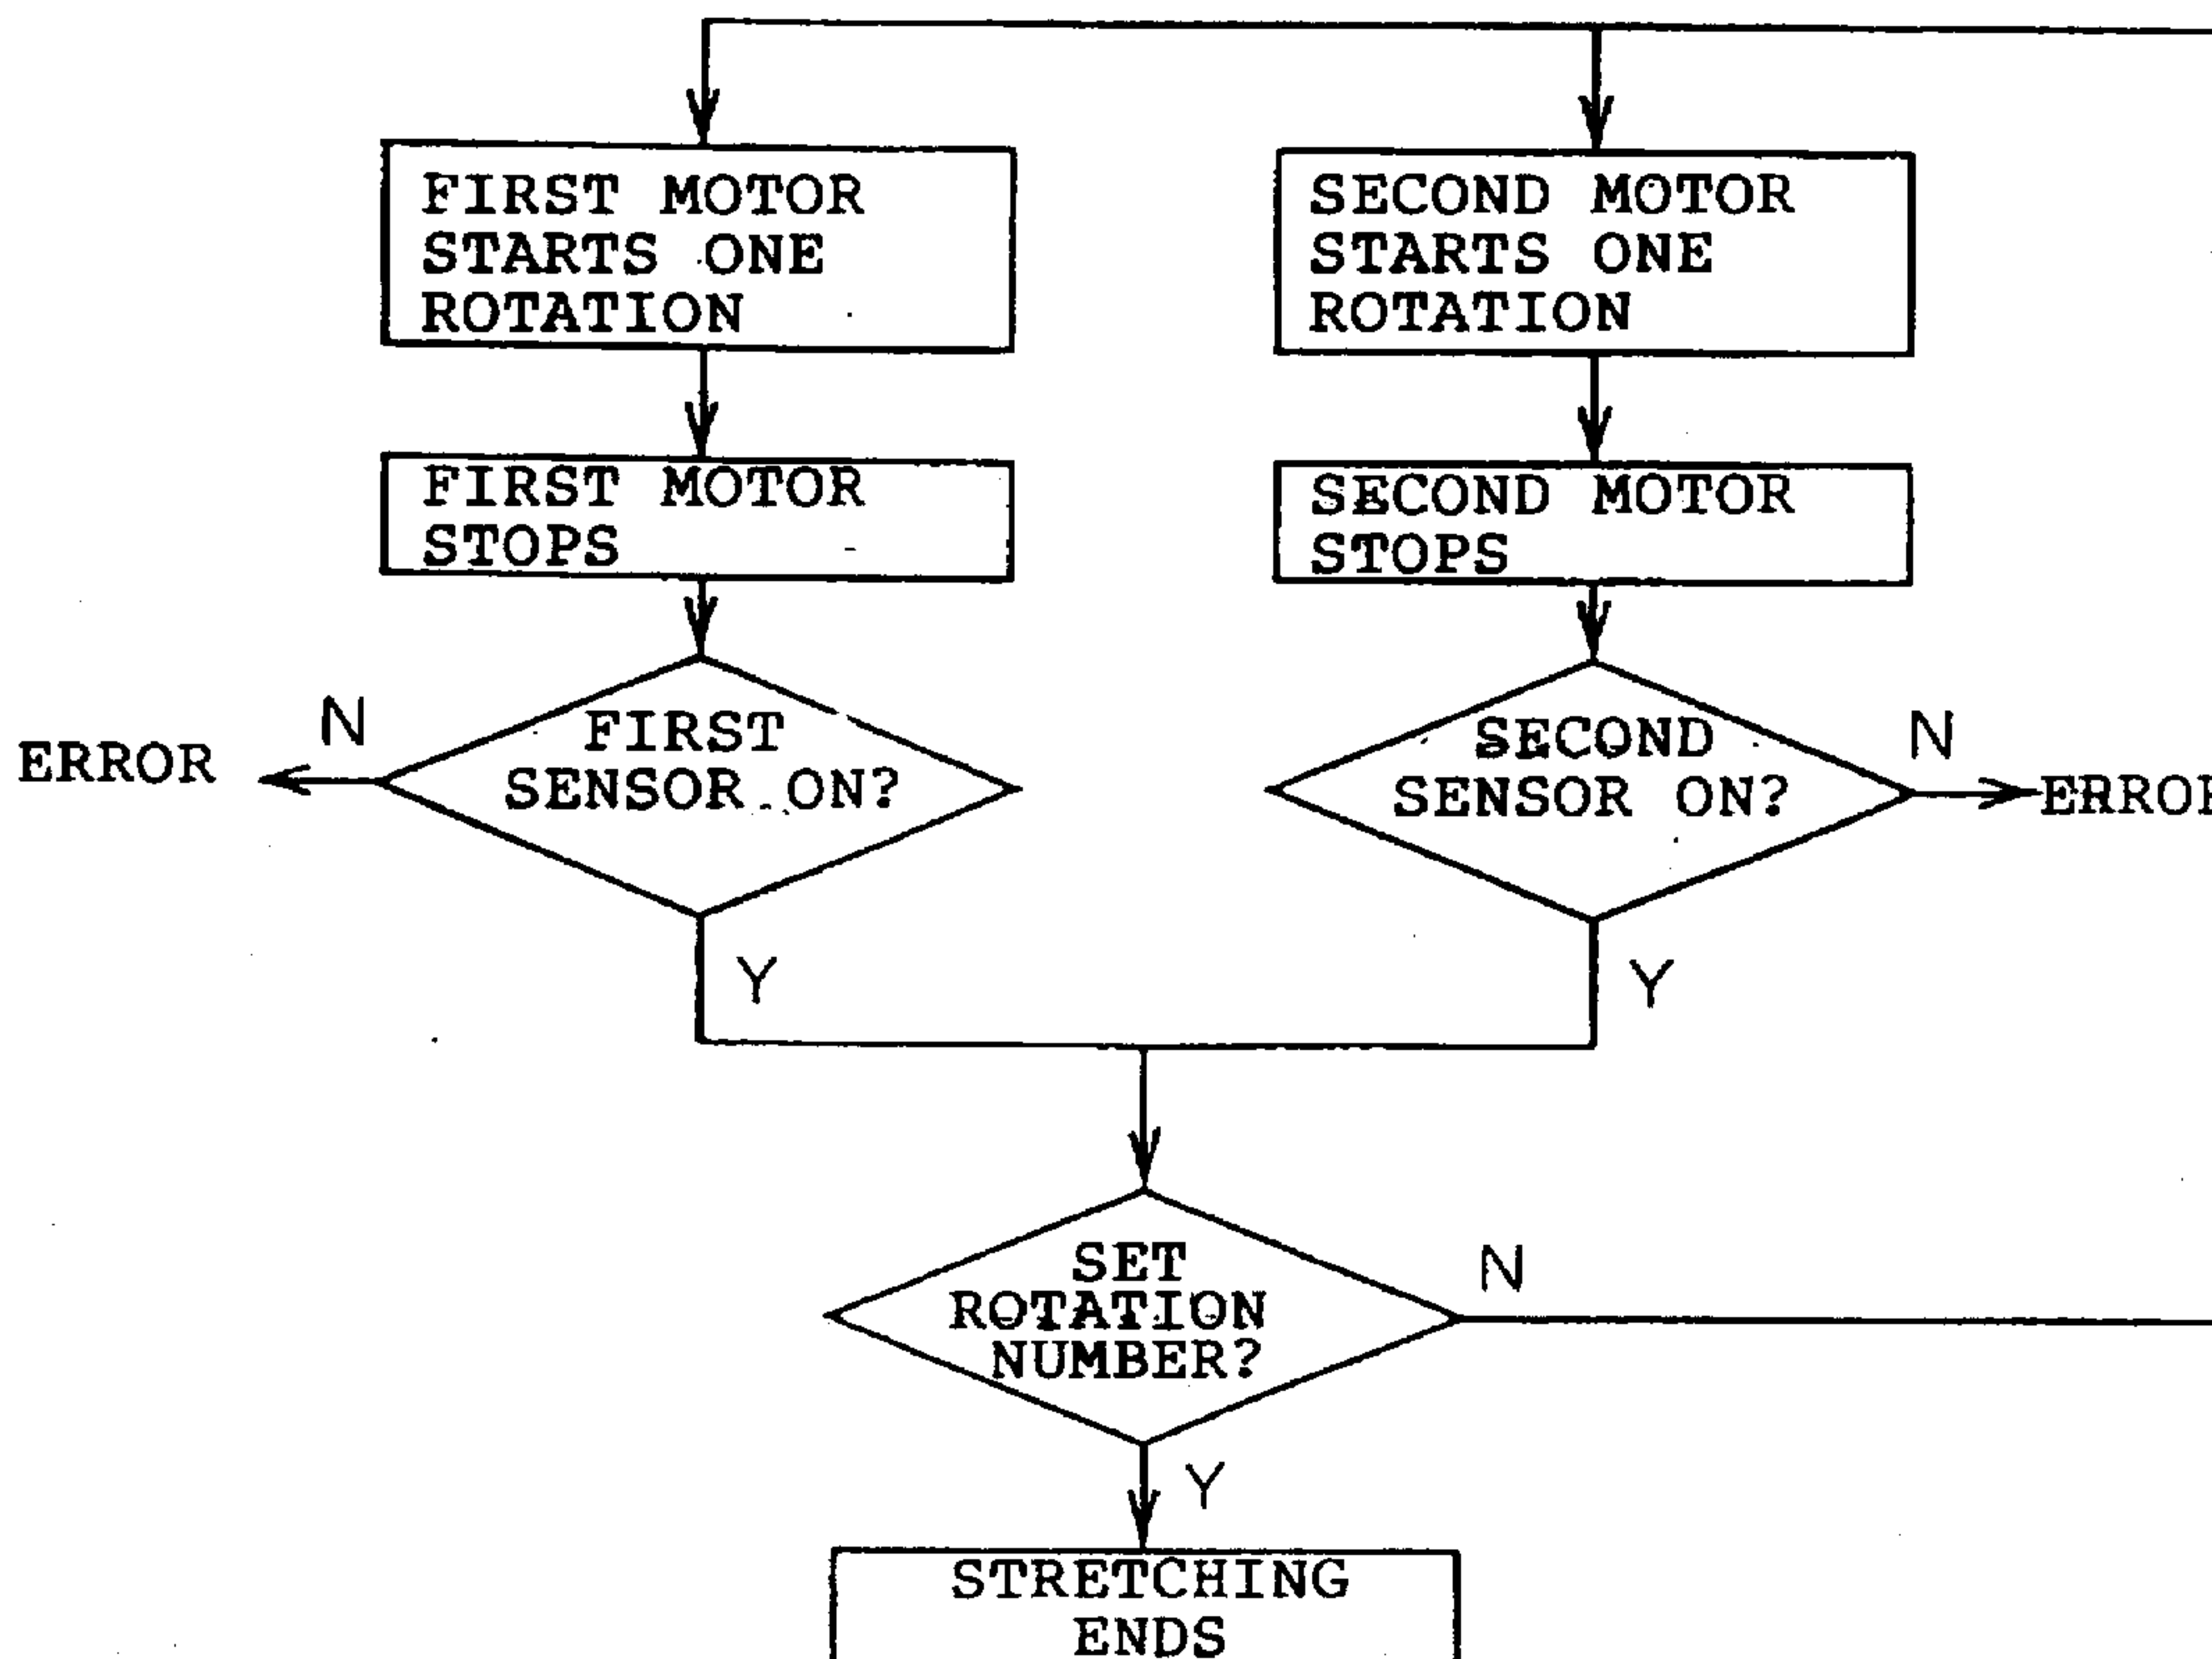 FIRST MOTOR
STARTS ONE
ROTATION
SECOND MOTOR
STARTS ONE
ROTATION
FIRST MOTOR
STOPS
SECOND MOTOR
STOPS
FIRST
SENSOR ON?
N
ERROR
Y
SECOND
SENSOR ON?
N
ERROR
Y
SET
ROTATION
NUMBER?
N
Y
STRETCHING
ENDS